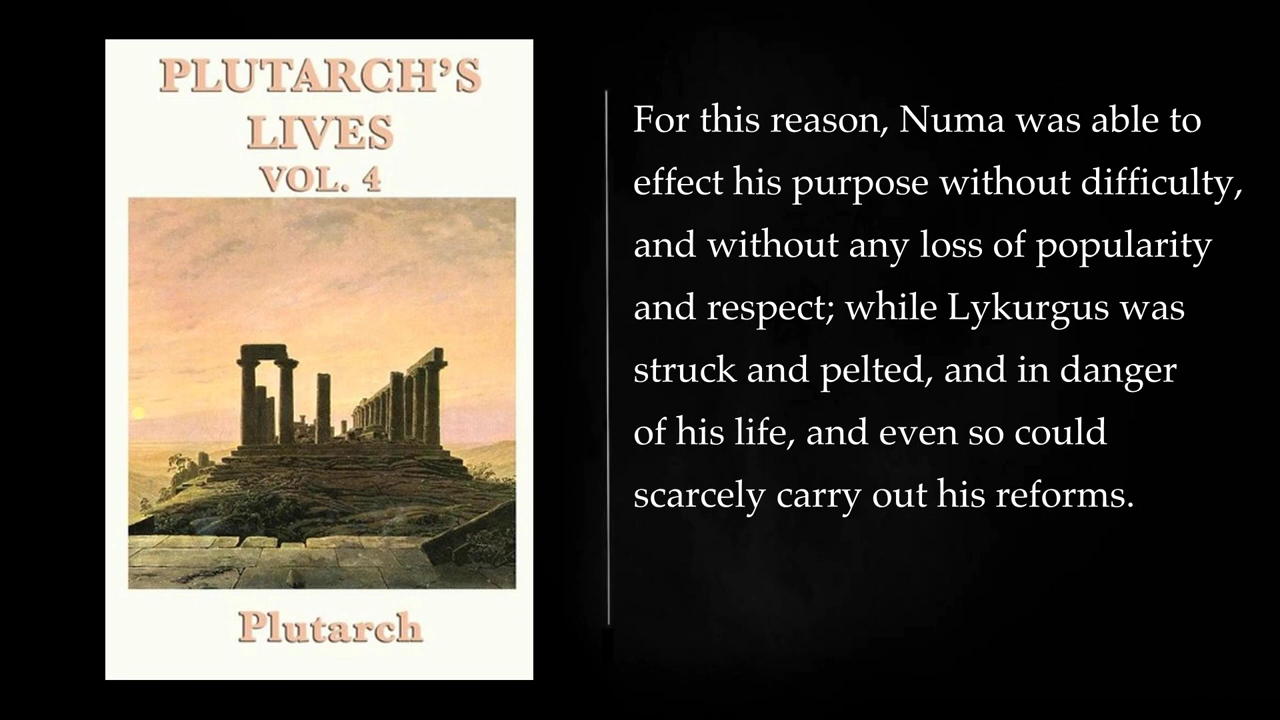 PLUTARCH'S
LIVES
VOL. 4
Plutarch
For this reason, Numa was able to
effect his purpose without difficulty,
and without any loss of popularity
and respect; while Lykurgus was
struck and pelted, and in danger
of his life, and even so could
scarcely carry out his reforms.